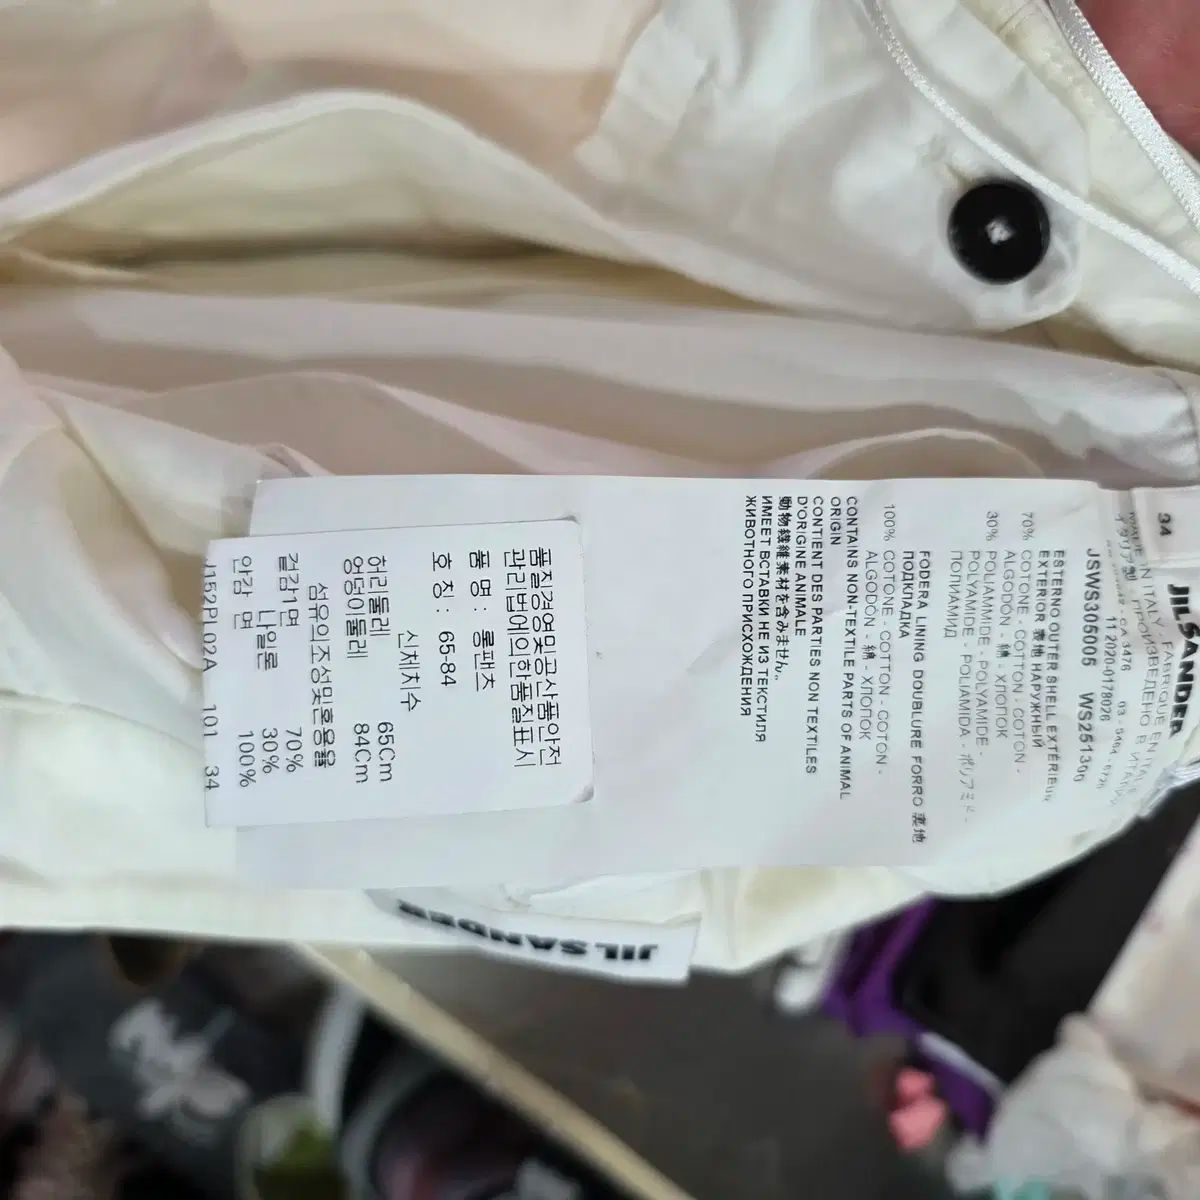 34
JIL SANDER
JSWS305005 WS251300
ESTERNO OUTER SHELL EXTÉRIEUR
EXTERIOR 表地 НАРУЖНЫЙ
70% COTONE - COTTON - COTON -
ALGODÓN - 綿 - ХЛОПОК
30% POLIAMMIDE - POLYAMIDE -
POLYAMIDE - POLIAMIDA - ポリアミド -
ПОЛИАМИД
FODERA LINING DOUBLURE FORRO 裏地
ПОДКЛАДКА
100% COTONE - COTTON - COTON -
ALGODÓN - 綿 - ХЛОПОК
CONTAINS NON-TEXTILE PARTS OF ANIMAL
ORIGIN
CONTIENT DES PARTIES NON TEXTILES
D'ORIGINE ANIMALE
動物繊維素材を含みません。
ИМЕЕТ ВСТАВКИ НЕ ИЗ ТЕКСТИЛЯ
ЖИВОТНОГО ПРИСХОЖДЕНИЯ
품질경영및공산품안전
관리법에의한품질표시
품 명 : 롱팬츠
호 칭 : 65-84
신체치수
허리둘레 65Cm
엉덩이둘레 84Cm
섬유의조성및혼용율
겉감1면 70%
나일론 30%
안감 면 100%
J152PL02A 101 34
JIL SANDER